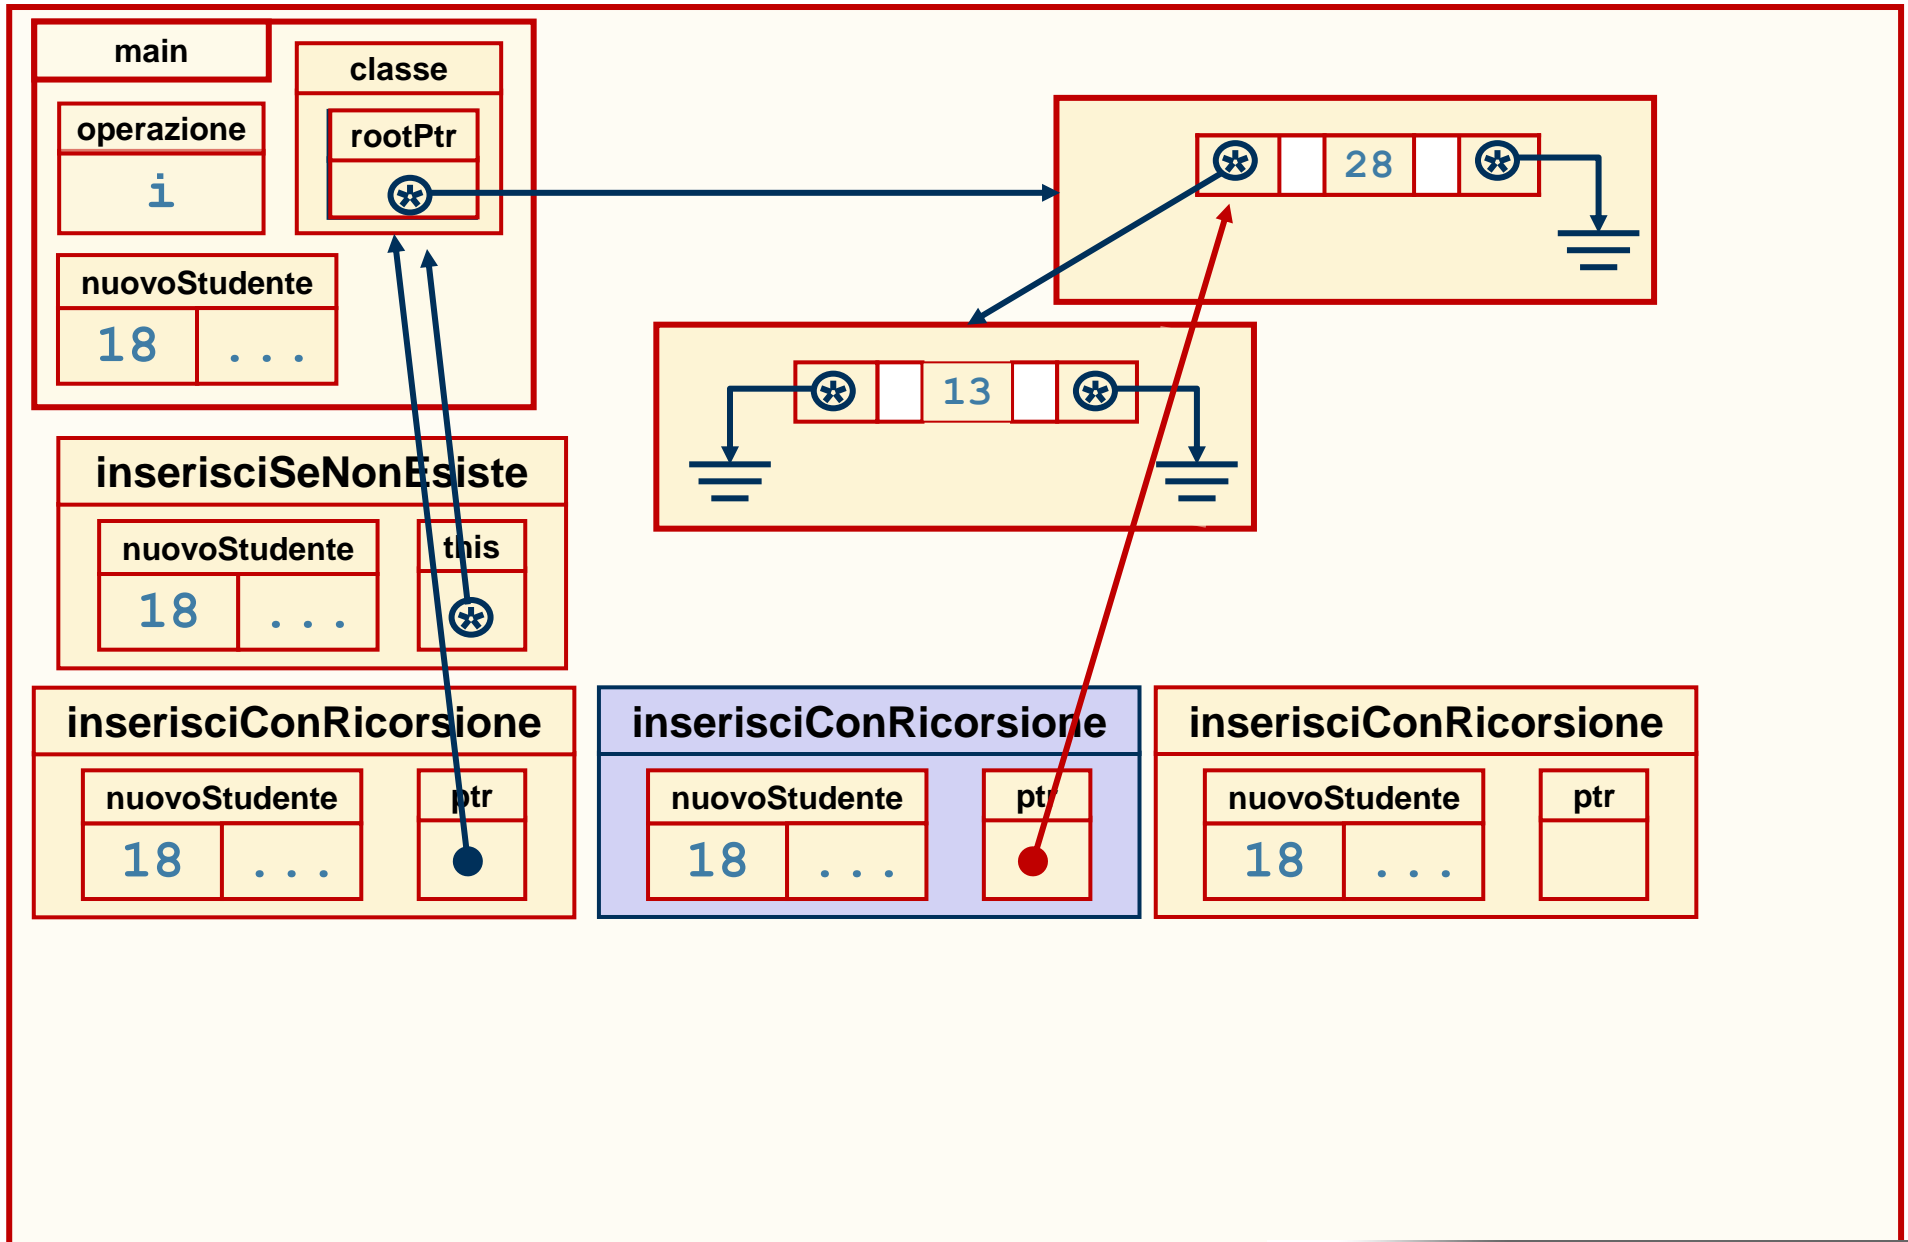 main
classe
operazione
rootPtr
i
28
nuovoStudente
18 ...
13
inserisciSeNonEsiste
nuovoStudente this
18 ...
inserisciConRicorsione inserisciConRicorsione inserisciConRicorsione
nuovoStudente ptr nuovoStudente ptr nuovoStudente ptr
18 ... 18 ... 18 ...